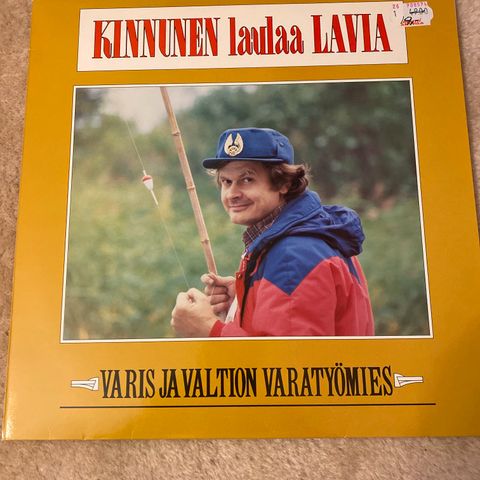 KINNUNEN laulaa LAVIA
VARIS JA VALTION VARATYÖMIES